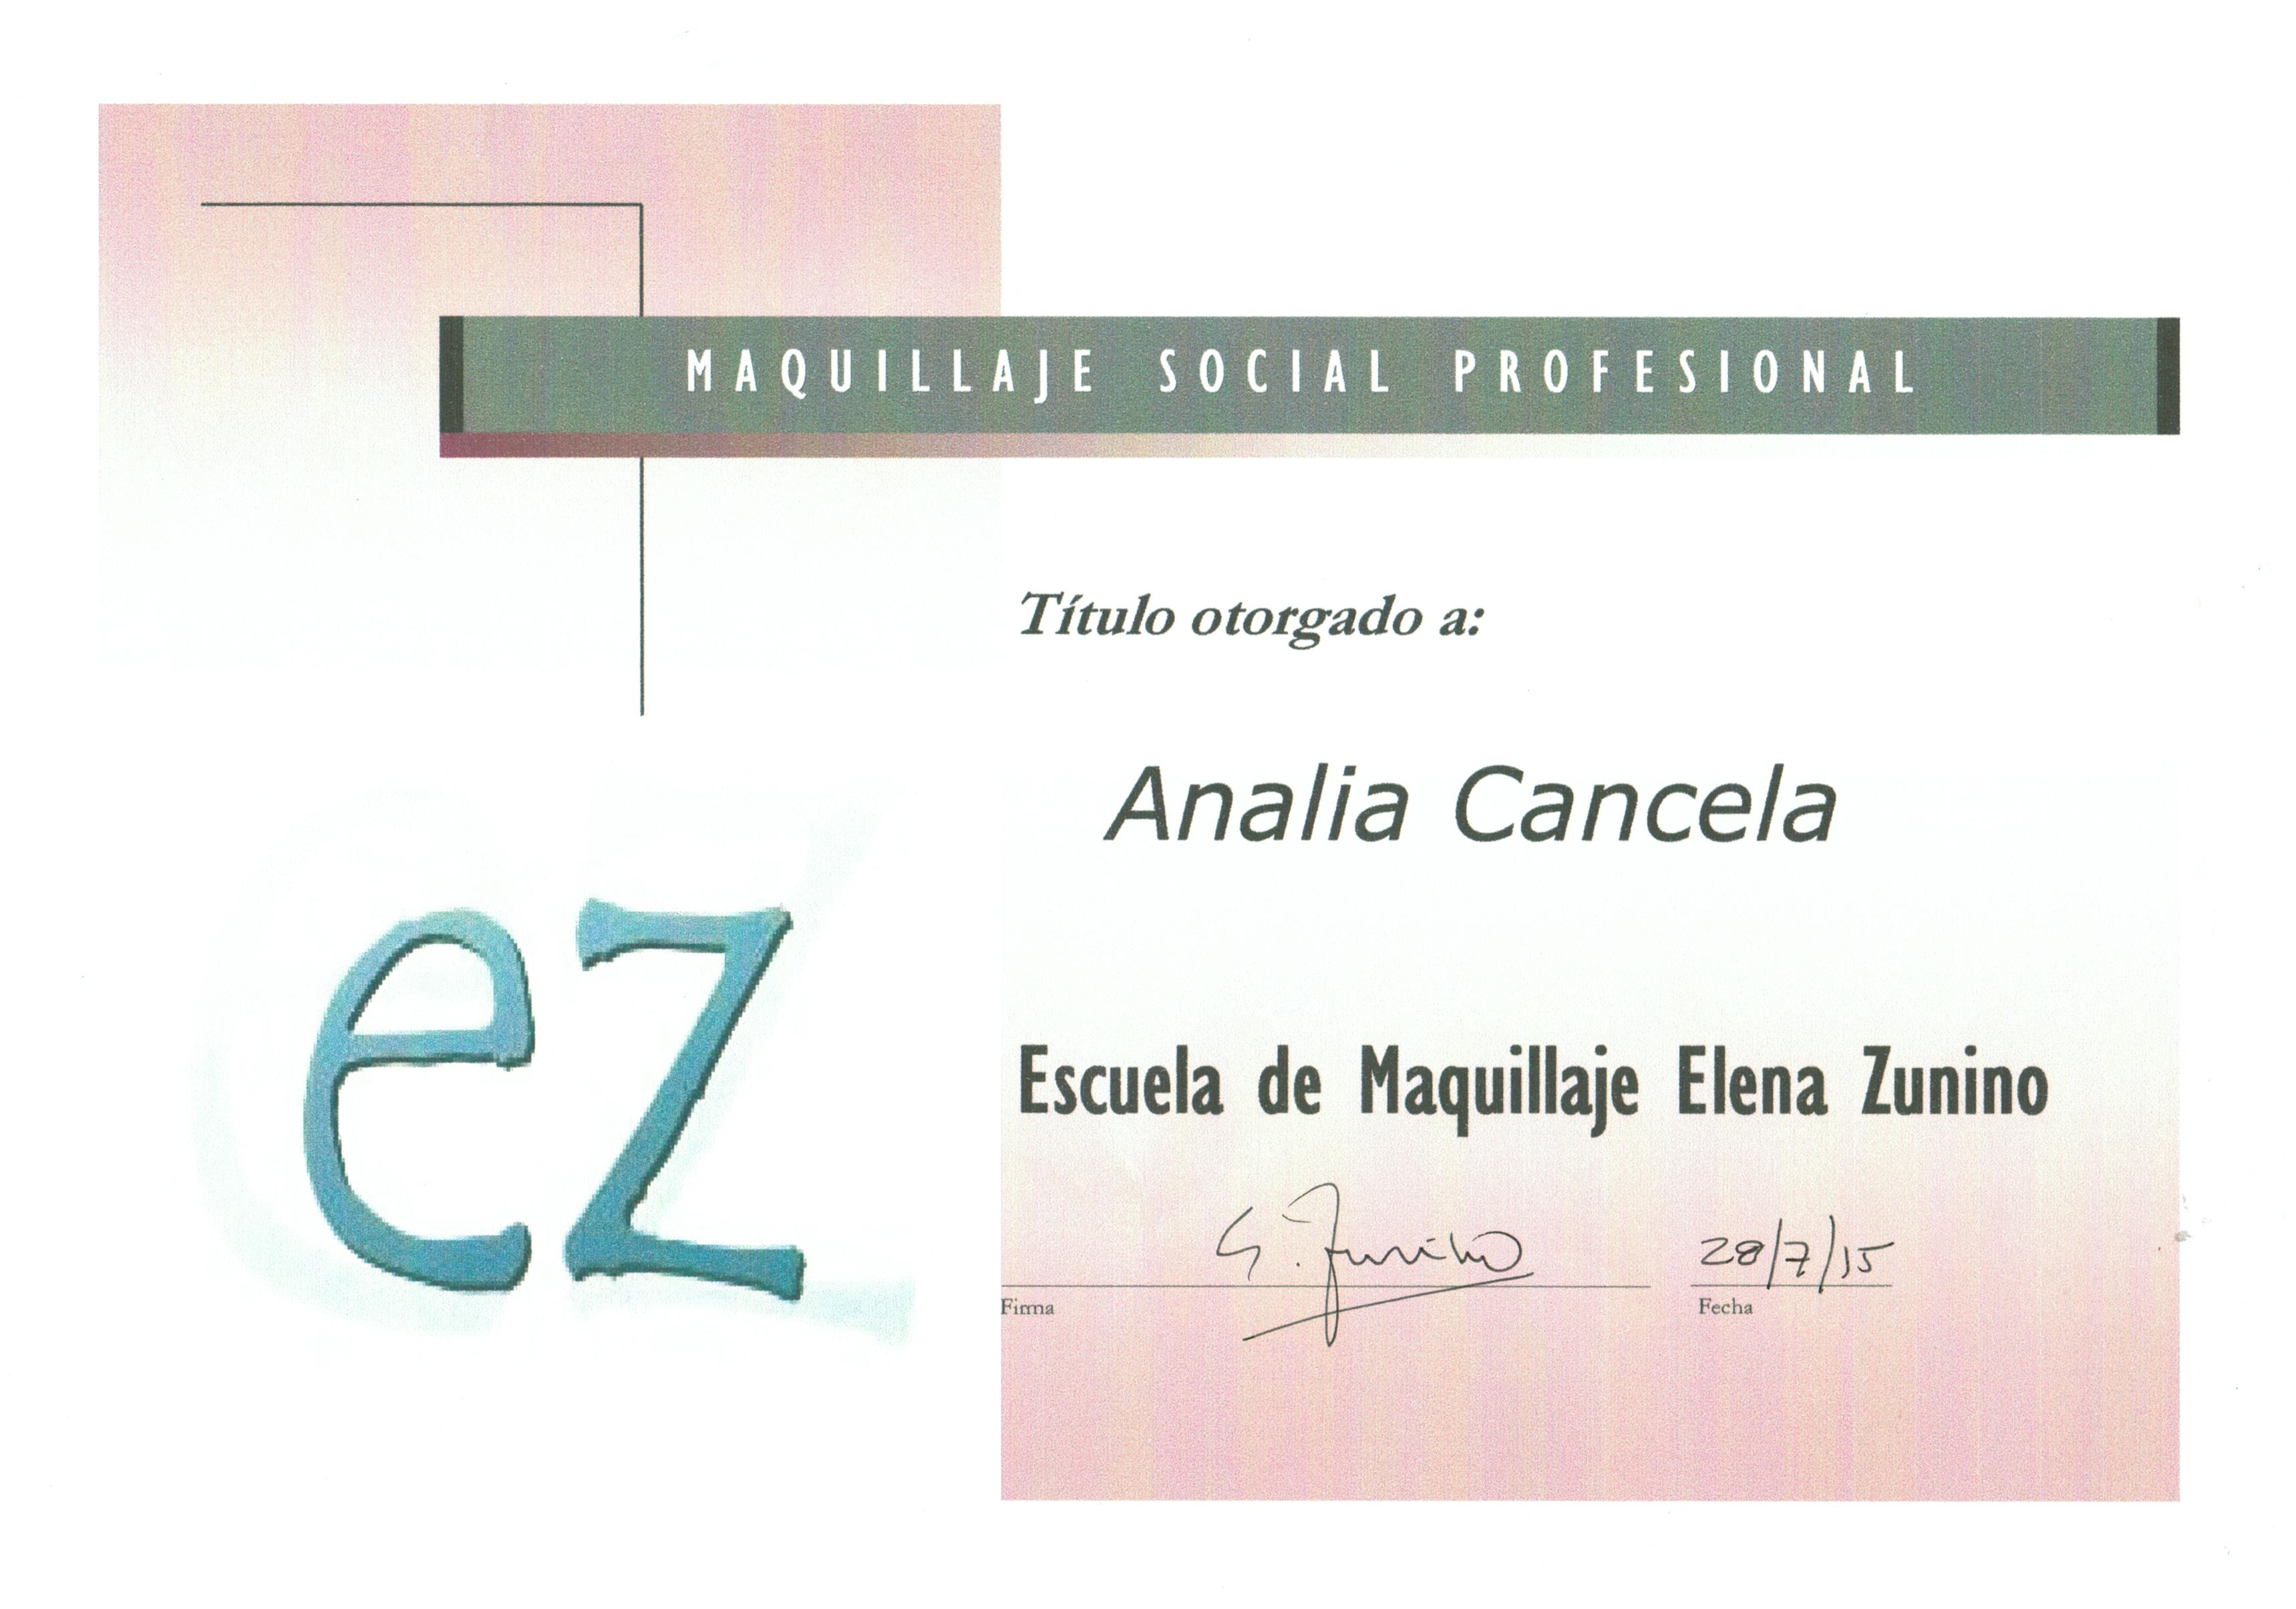 MAQUILLAJE SOCIAL PROFESIONAL
Título otorgado a:
Analia Cancela
ez
Escuela de Maquillaje Elena Zunino
E. Zunino
28/7/15
Firma
Fecha